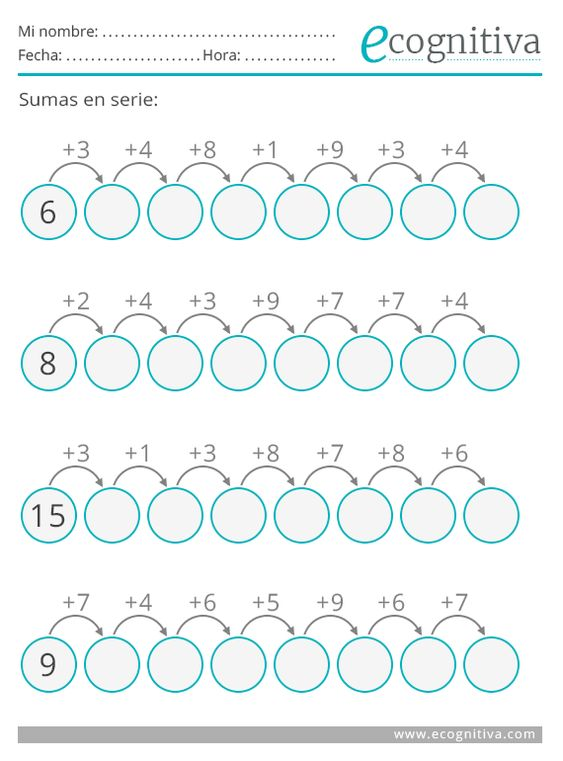 Mi nombre: .....................................
Fecha: ...................... Hora: ...............
ecognitiva
Sumas en serie:
+3 +4 +8 +1 +9 +3 +4
6
+2 +4 +3 +9 +7 +7 +4
8
+3 +1 +3 +8 +7 +8 +6
15
+7 +4 +6 +5 +9 +6 +7
9
www.ecognitiva.com